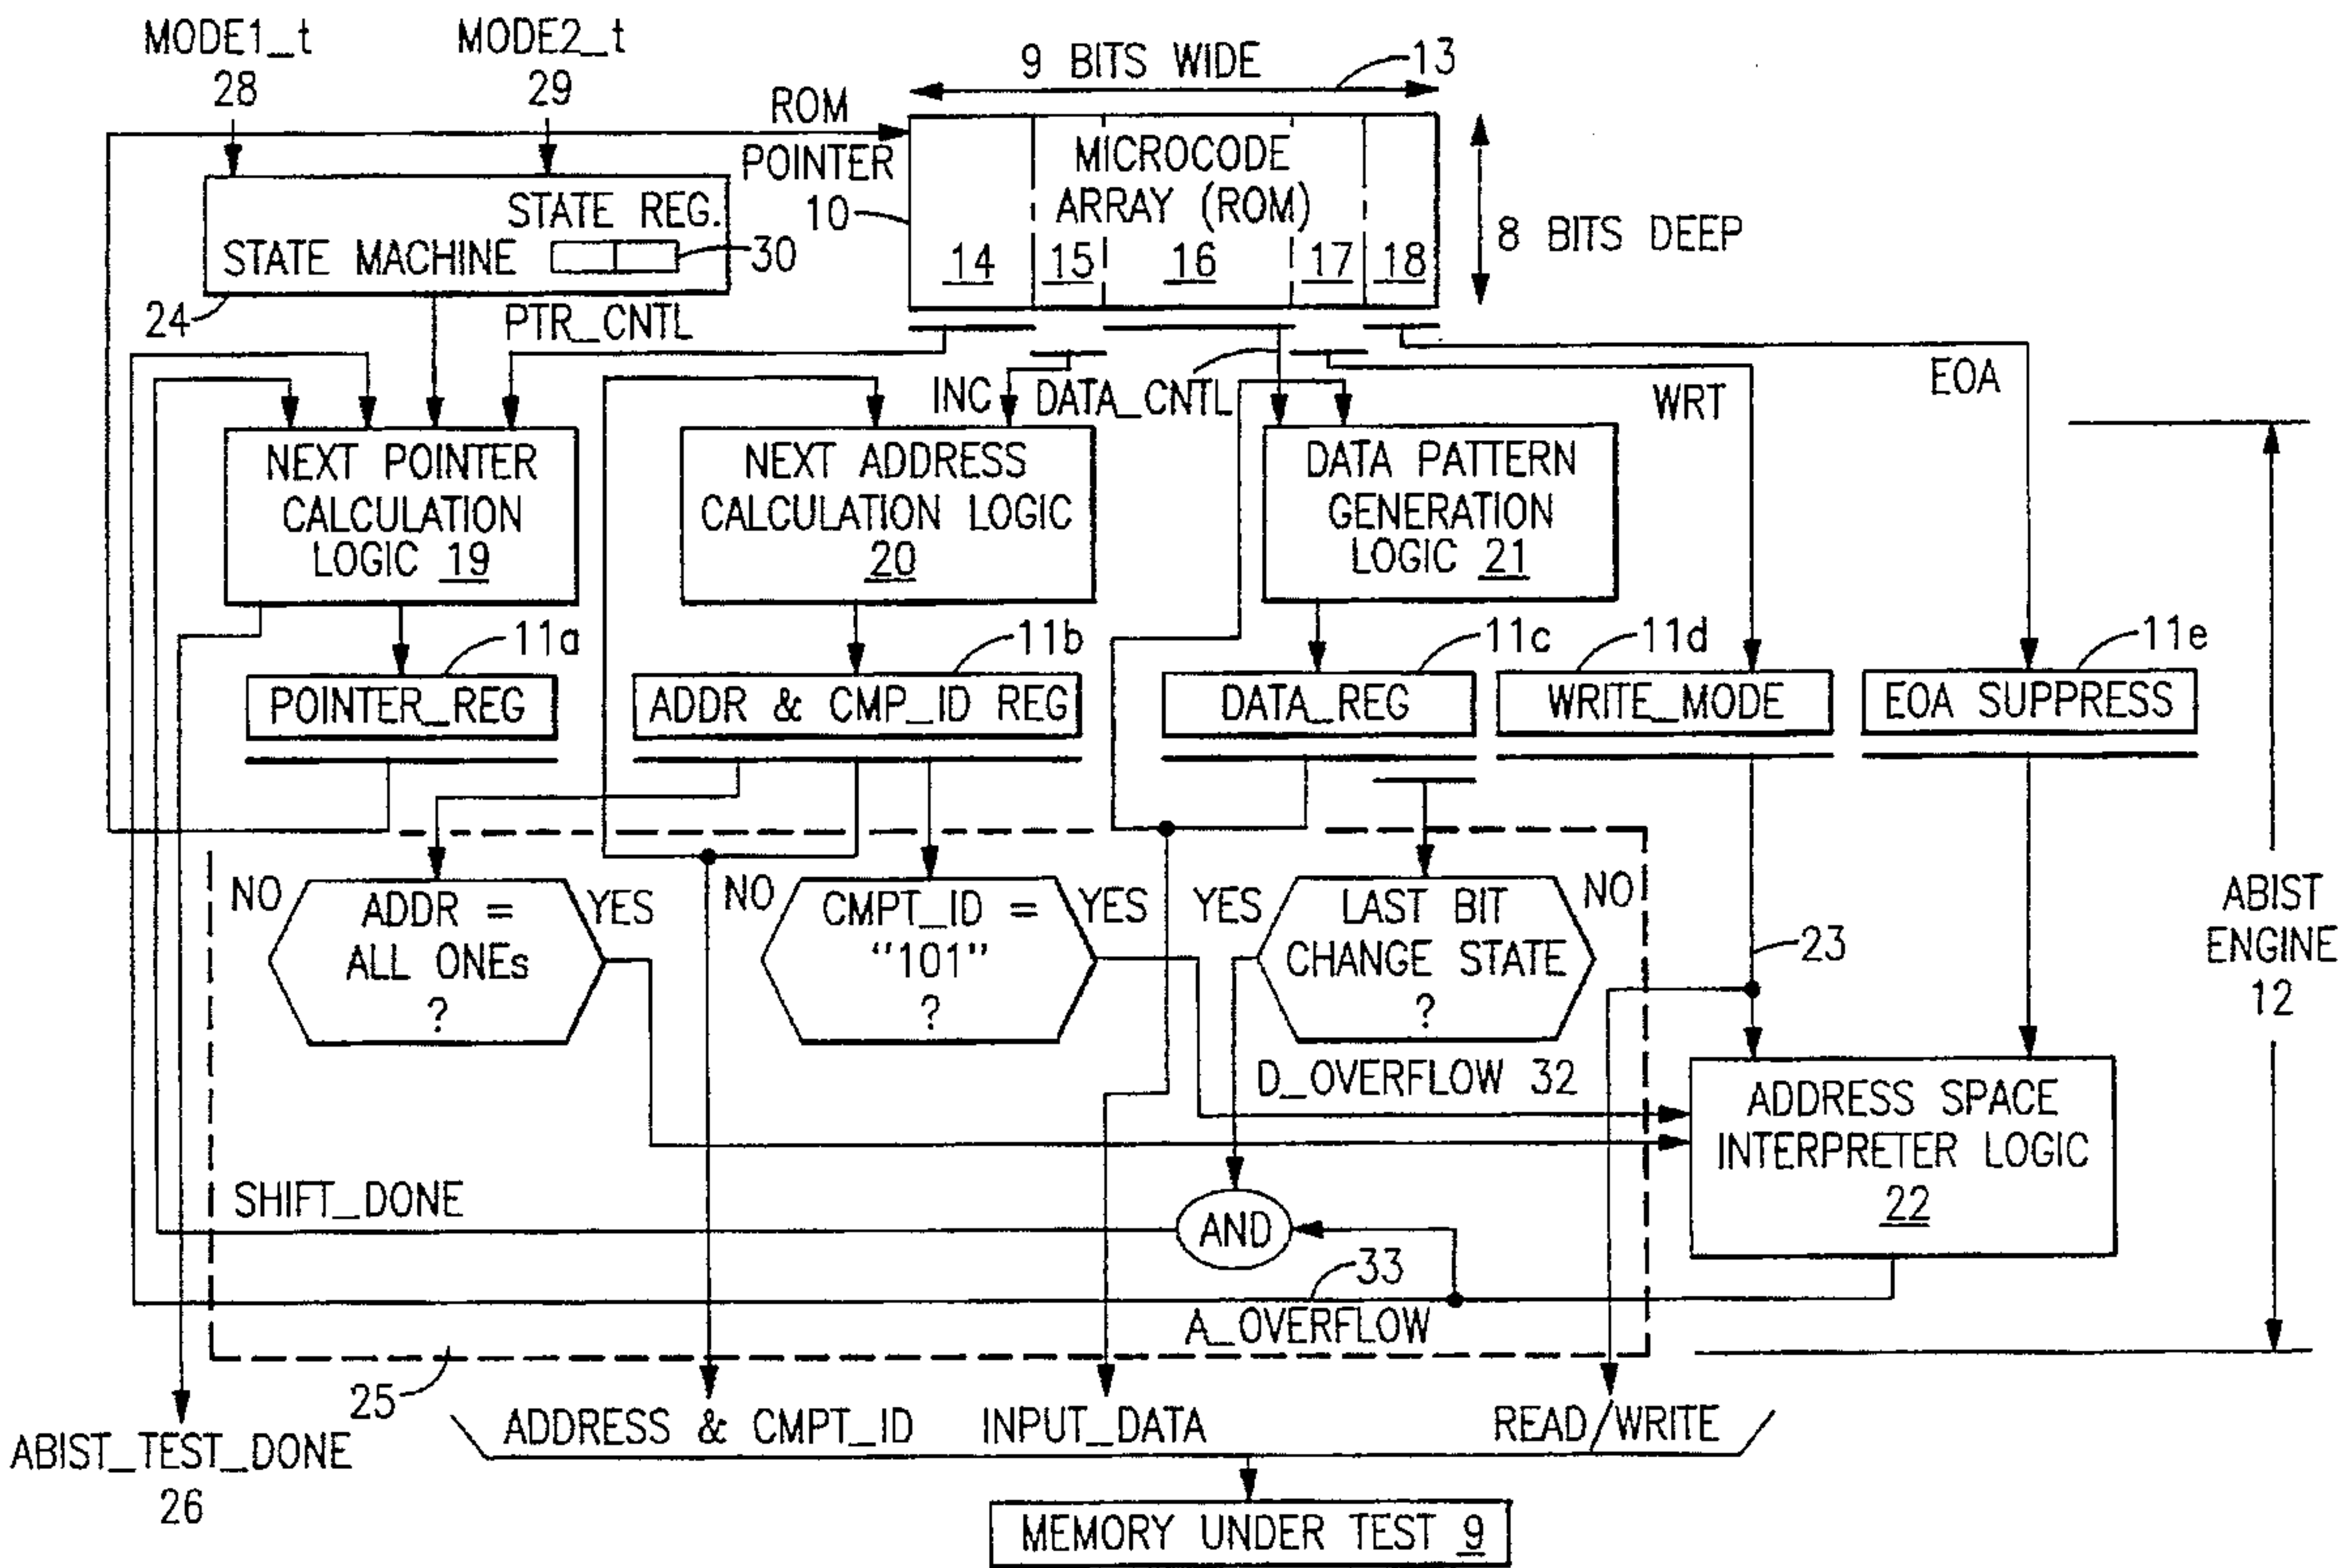 MODE1_t
28
MODE2_t
29
9 BITS WIDE
13
ROM
POINTER
10
MICROCODE
ARRAY (ROM)
14
15
16
17
18
8 BITS DEEP
STATE REG.
STATE MACHINE
30
24
PTR_CNTL
INC
DATA_CNTL
WRT
EOA
NEXT POINTER
CALCULATION
LOGIC 19
NEXT ADDRESS
CALCULATION LOGIC
20
DATA PATTERN
GENERATION
LOGIC 21
11a
11b
11c
11d
11e
POINTER_REG
ADDR & CMP_ID REG
DATA_REG
WRITE_MODE
EOA SUPPRESS
NO
ADDR =
ALL ONEs
?
YES
NO
CMPT_ID =
"101"
?
YES
YES
LAST BIT
CHANGE STATE
?
NO
23
ABIST
ENGINE
12
D_OVERFLOW 32
ADDRESS SPACE
INTERPRETER LOGIC
22
SHIFT_DONE
AND
33
A_OVERFLOW
25
ABIST_TEST_DONE
26
ADDRESS & CMPT_ID
INPUT_DATA
READ/WRITE
MEMORY UNDER TEST 9